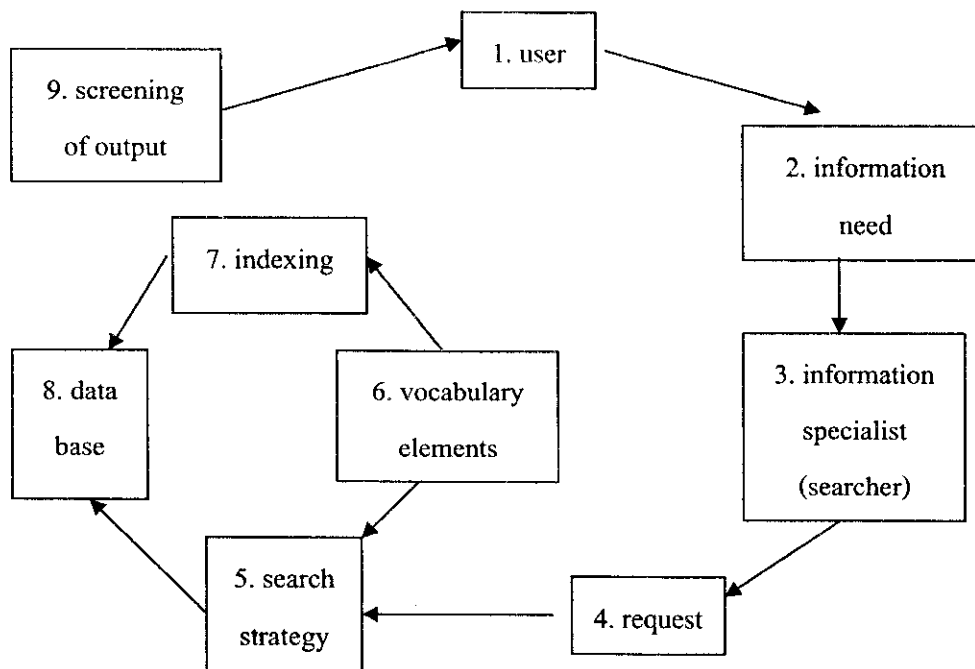 1. user
2. information
need
3. information
specialist
(searcher)
4. request
5. search
strategy
6. vocabulary
elements
7. indexing
8. data
base
9. screening
of output